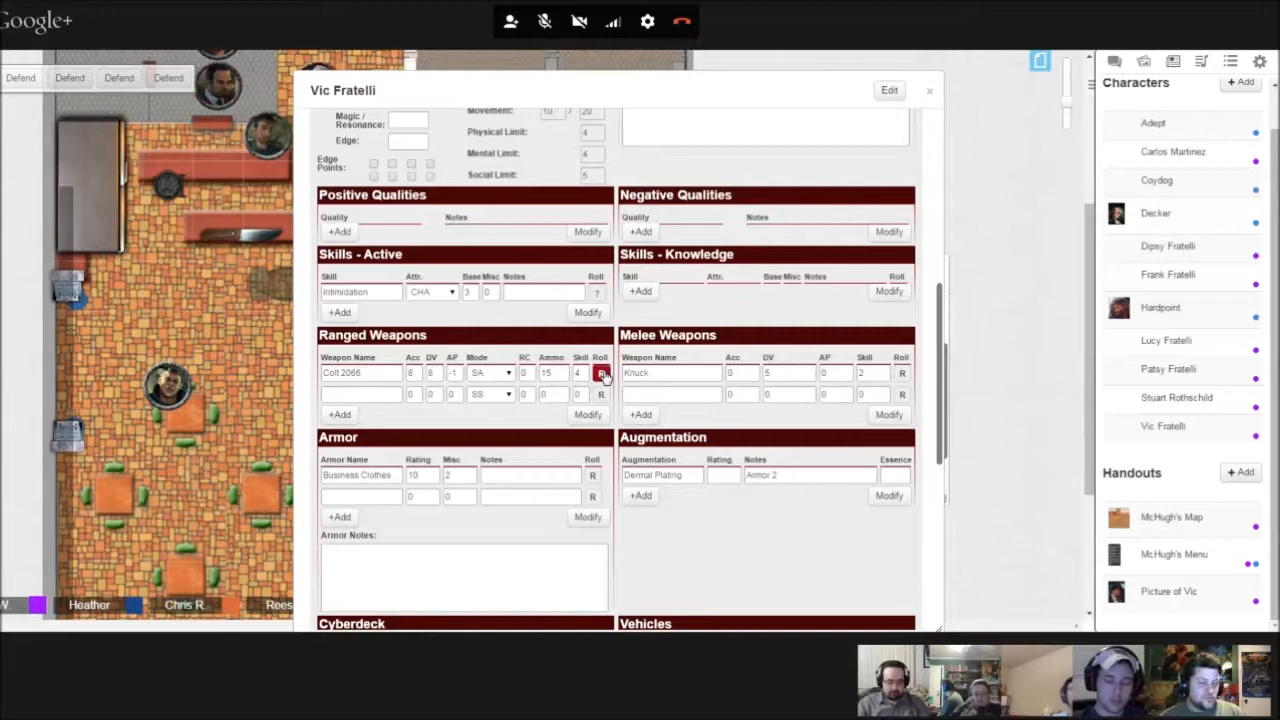 Google+
Defend Defend Defend Defend
Vic Fratelli Edit ×
Magic / Resonance:
Edge:
Edge Points:
Movement: 10 / 20
Physical Limit: 4
Mental Limit: 4
Social Limit: 5
Positive Qualities
Quality Notes
+Add Modify
Negative Qualities
Quality Notes
+Add Modify
Skills - Active
Skill Attr. Base Misc Notes Roll
Intimidation CHA 3 0 ?
+Add Modify
Skills - Knowledge
Skill Attr. Base Misc Notes Roll
+Add Modify
Ranged Weapons
Weapon Name Acc DV AP Mode RC Ammo Skill Roll
Colt 2066 8 8 -1 SA 0 15 4 R
0 0 0 SS 0 0 0 R
+Add Modify
Melee Weapons
Weapon Name Acc DV AP Skill Roll
Knuck 0 5 0 2 R
0 0 0 0 R
+Add Modify
Armor
Armor Name Rating Misc Notes Roll
Business Clothes 10 2 R
0 0 R
+Add Modify
Armor Notes:
Augmentation
Augmentation Rating Notes Essence
Dermal Plating Armor 2
+Add Modify
Cyberdeck
Vehicles
W. Heather Chris R. Rees
Characters + Add
Adept
Carlos Martinez
Coydog
Decker
Dipsy Fratelli
Frank Fratelli
Hardpoint
Lucy Fratelli
Patsy Fratelli
Stuart Rothschild
Vic Fratelli
Handouts + Add
McHugh's Map
McHugh's Menu
Picture of Vic